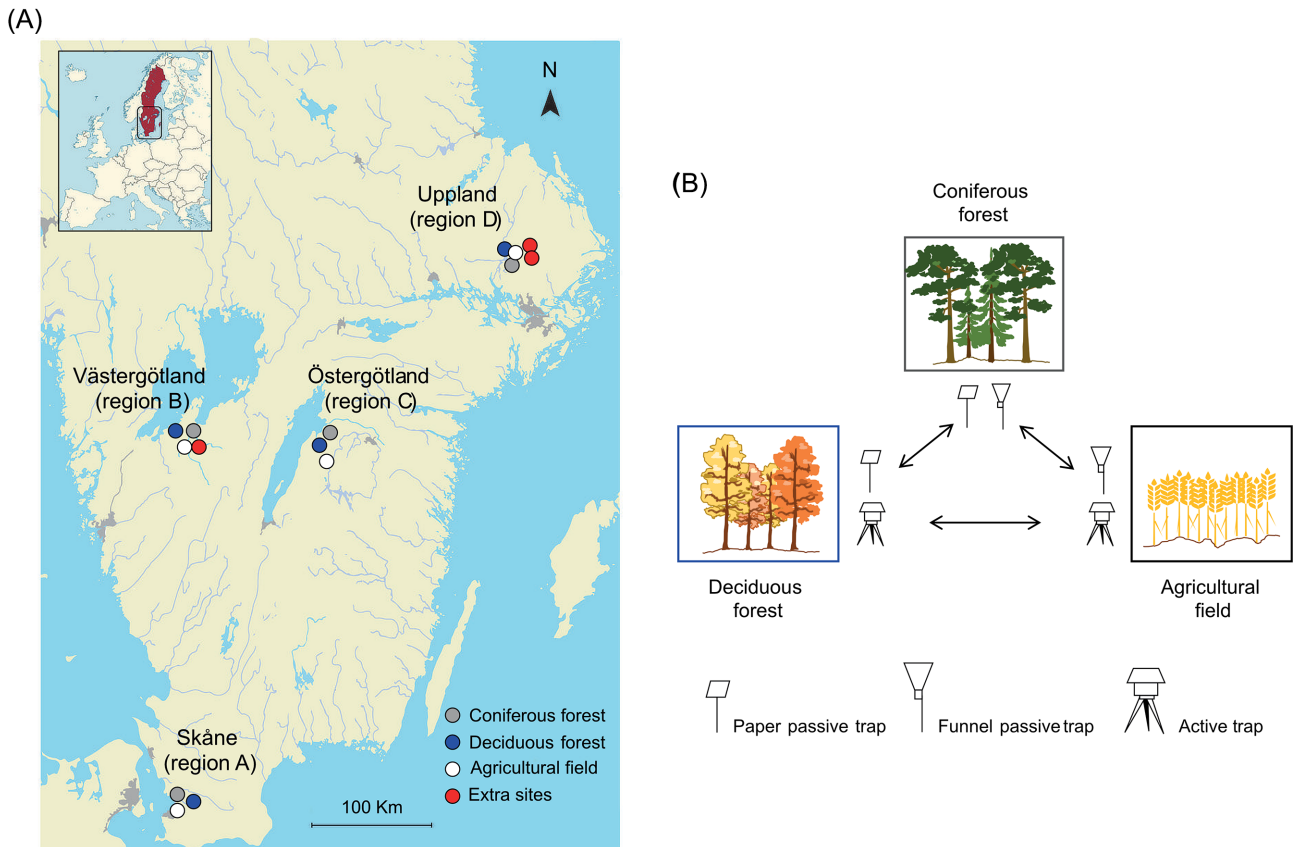 (A)
N
Uppland
(region D)
Västergötland
(region B)
Östergötland
(region C)
Skåne
(region A)
100 Km
Coniferous forest
Deciduous forest
Agricultural field
Extra sites
(B)
Coniferous
forest
Deciduous
forest
Agricultural
field
Paper passive trap
Funnel passive trap
Active trap